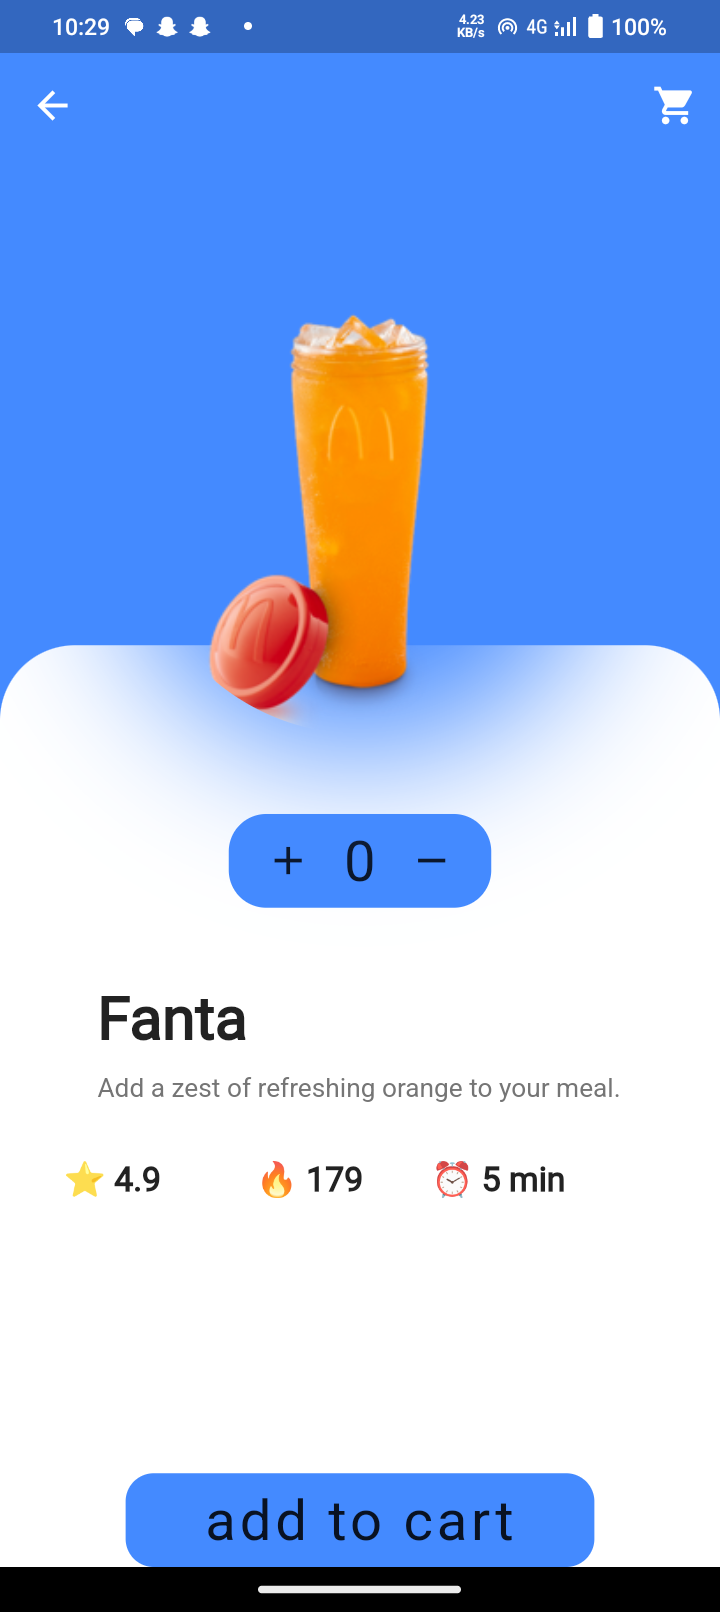 10:29 4.23 KB/s 4G 100%
+ 0 −
Fanta
Add a zest of refreshing orange to your meal.
⭐ 4.9 🔥 179 ⏰ 5 min
add to cart